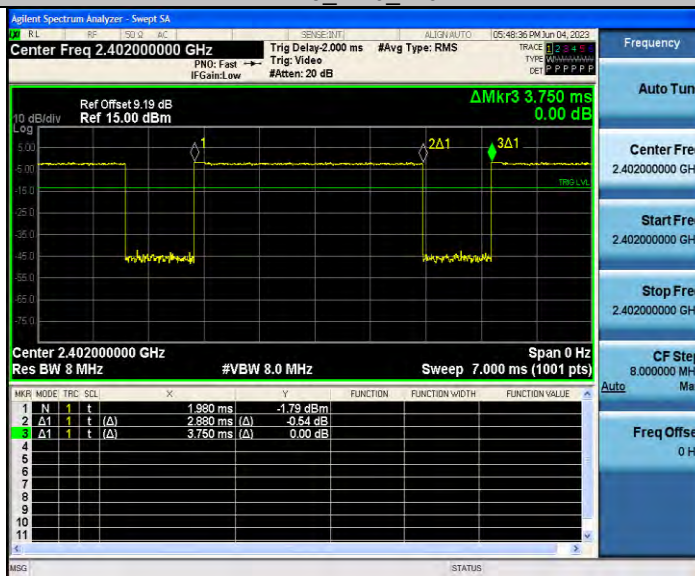 Agilent Spectrum Analyzer - Swept SA
RL RF 50 Ω AC SENSE:INT ALIGN AUTO 05:48:36 PM Jun 04, 2023
Center Freq 2.402000000 GHz
PNO: Fast
IFGain:Low
Trig Delay-2.000 ms
Trig: Video
#Atten: 20 dB
#Avg Type: RMS
TRACE 1 2 3 4 5
TYPE
DET P P P P P P
Ref Offset 9.19 dB
10 dB/div Ref 15.00 dBm
Log
ΔMkr3 3.750 ms
0.00 dB
1
2Δ1
3Δ1
TRIG LVL
5.00
-5.00
-15.0
-25.0
-35.0
-45.0
-55.0
-65.0
-75.0
Center 2.402000000 GHz Span 0 Hz
Res BW 8 MHz #VBW 8.0 MHz Sweep 7.000 ms (1001 pts)
MKR MODE TRC SCL X Y FUNCTION FUNCTION WIDTH FUNCTION VALUE
1 N 1 t 1.980 ms -1.79 dBm
2 Δ1 1 t (Δ) 2.880 ms (Δ) -0.54 dB
3 Δ1 1 t (Δ) 3.750 ms (Δ) 0.00 dB
4
5
6
7
8
9
10
11
MSG STATUS
Frequency
Auto Tun
Center Fre
2.402000000 GH
Start Fre
2.402000000 GH
Stop Fre
2.402000000 GH
CF Step
8.000000 MH
Auto Ma
Freq Offse
0 H